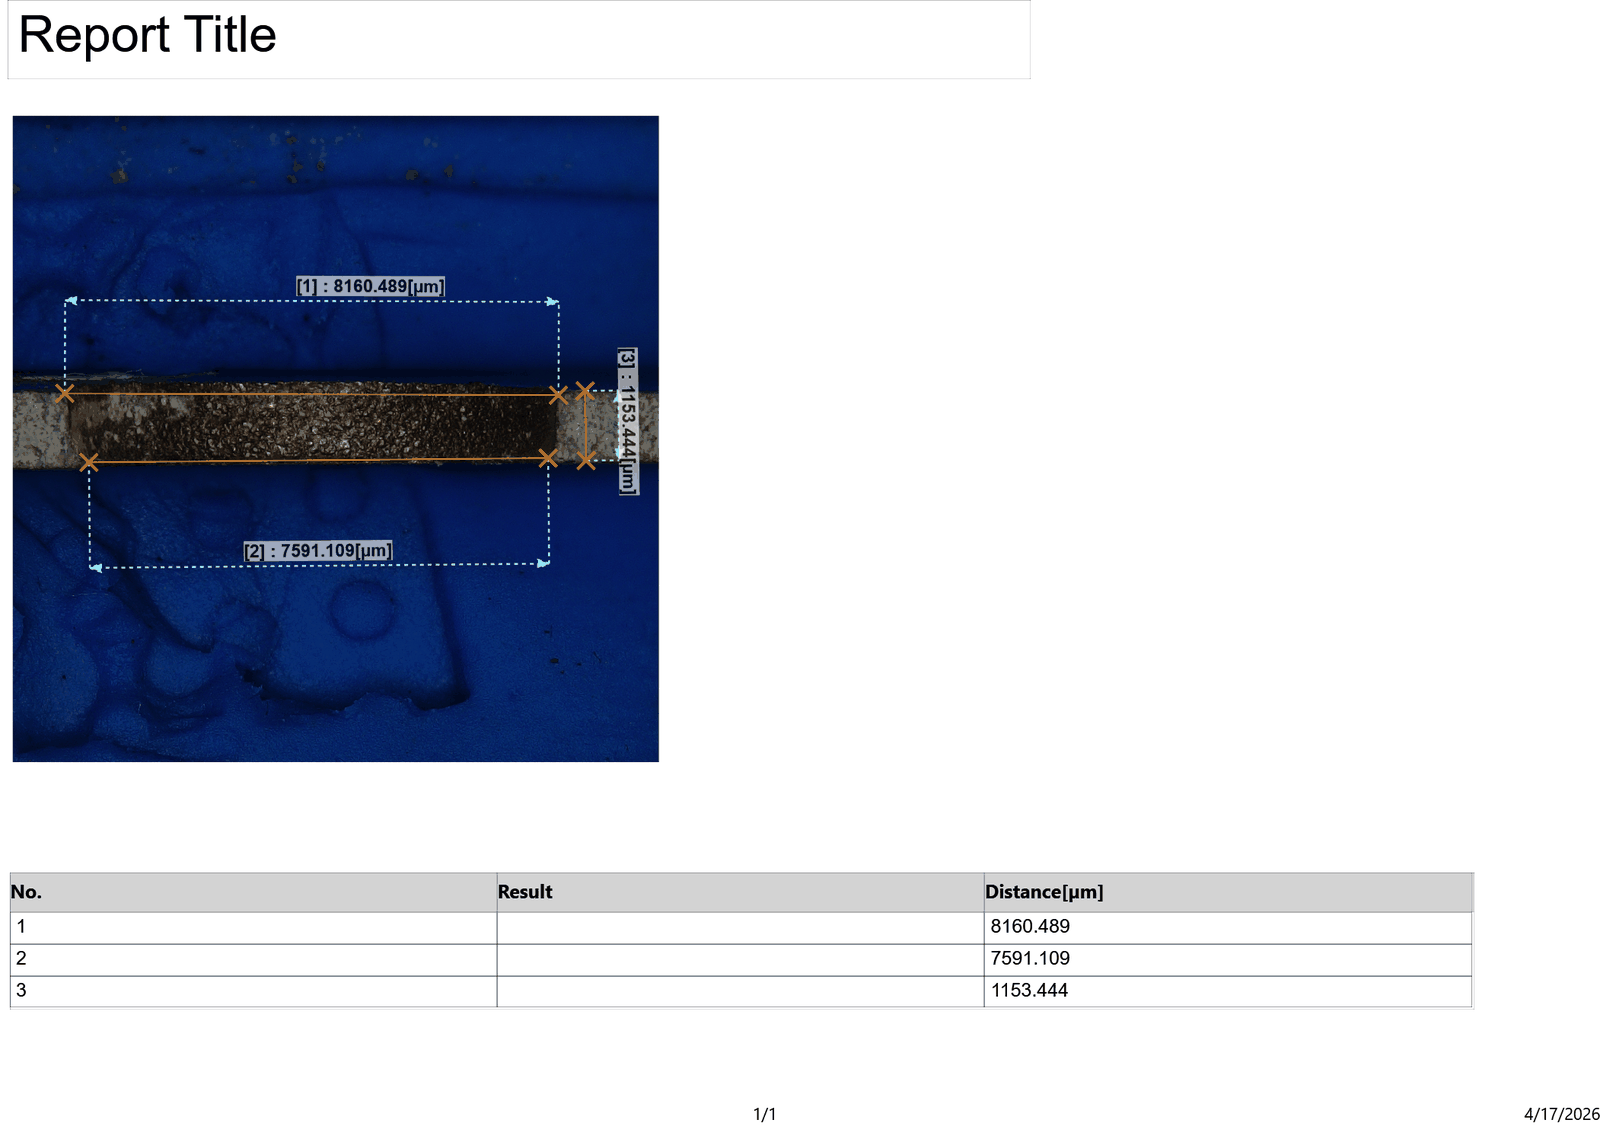 Report Title
[1] : 8160.489[µm]
[3] : 1153.444[µm]
[2] : 7591.109[µm]
No. Result Distance[µm]
1 8160.489
2 7591.109
3 1153.444
1/1 4/17/2026